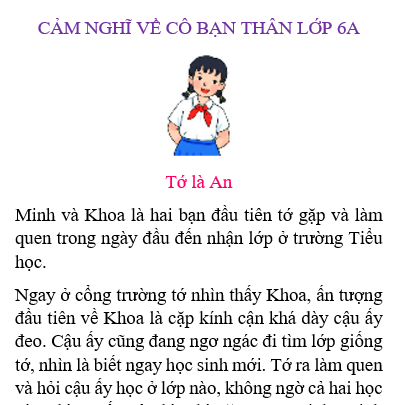 CẢM NGHĨ VỀ CÔ BẠN THÂN LỚP 6A
Tớ là An
Minh và Khoa là hai bạn đầu tiên tớ gặp và làm
quen trong ngày đầu đến nhận lớp ở trường Tiểu
học.
Ngay ở cổng trường tớ nhìn thấy Khoa, ấn tượng
đầu tiên về Khoa là cặp kính cận khá dày cậu ấy
đeo. Cậu ấy cũng đang ngơ ngác đi tìm lớp giống
tớ, nhìn là biết ngay học sinh mới. Tớ ra làm quen
và hỏi cậu ấy học ở lớp nào, không ngờ cả hai học